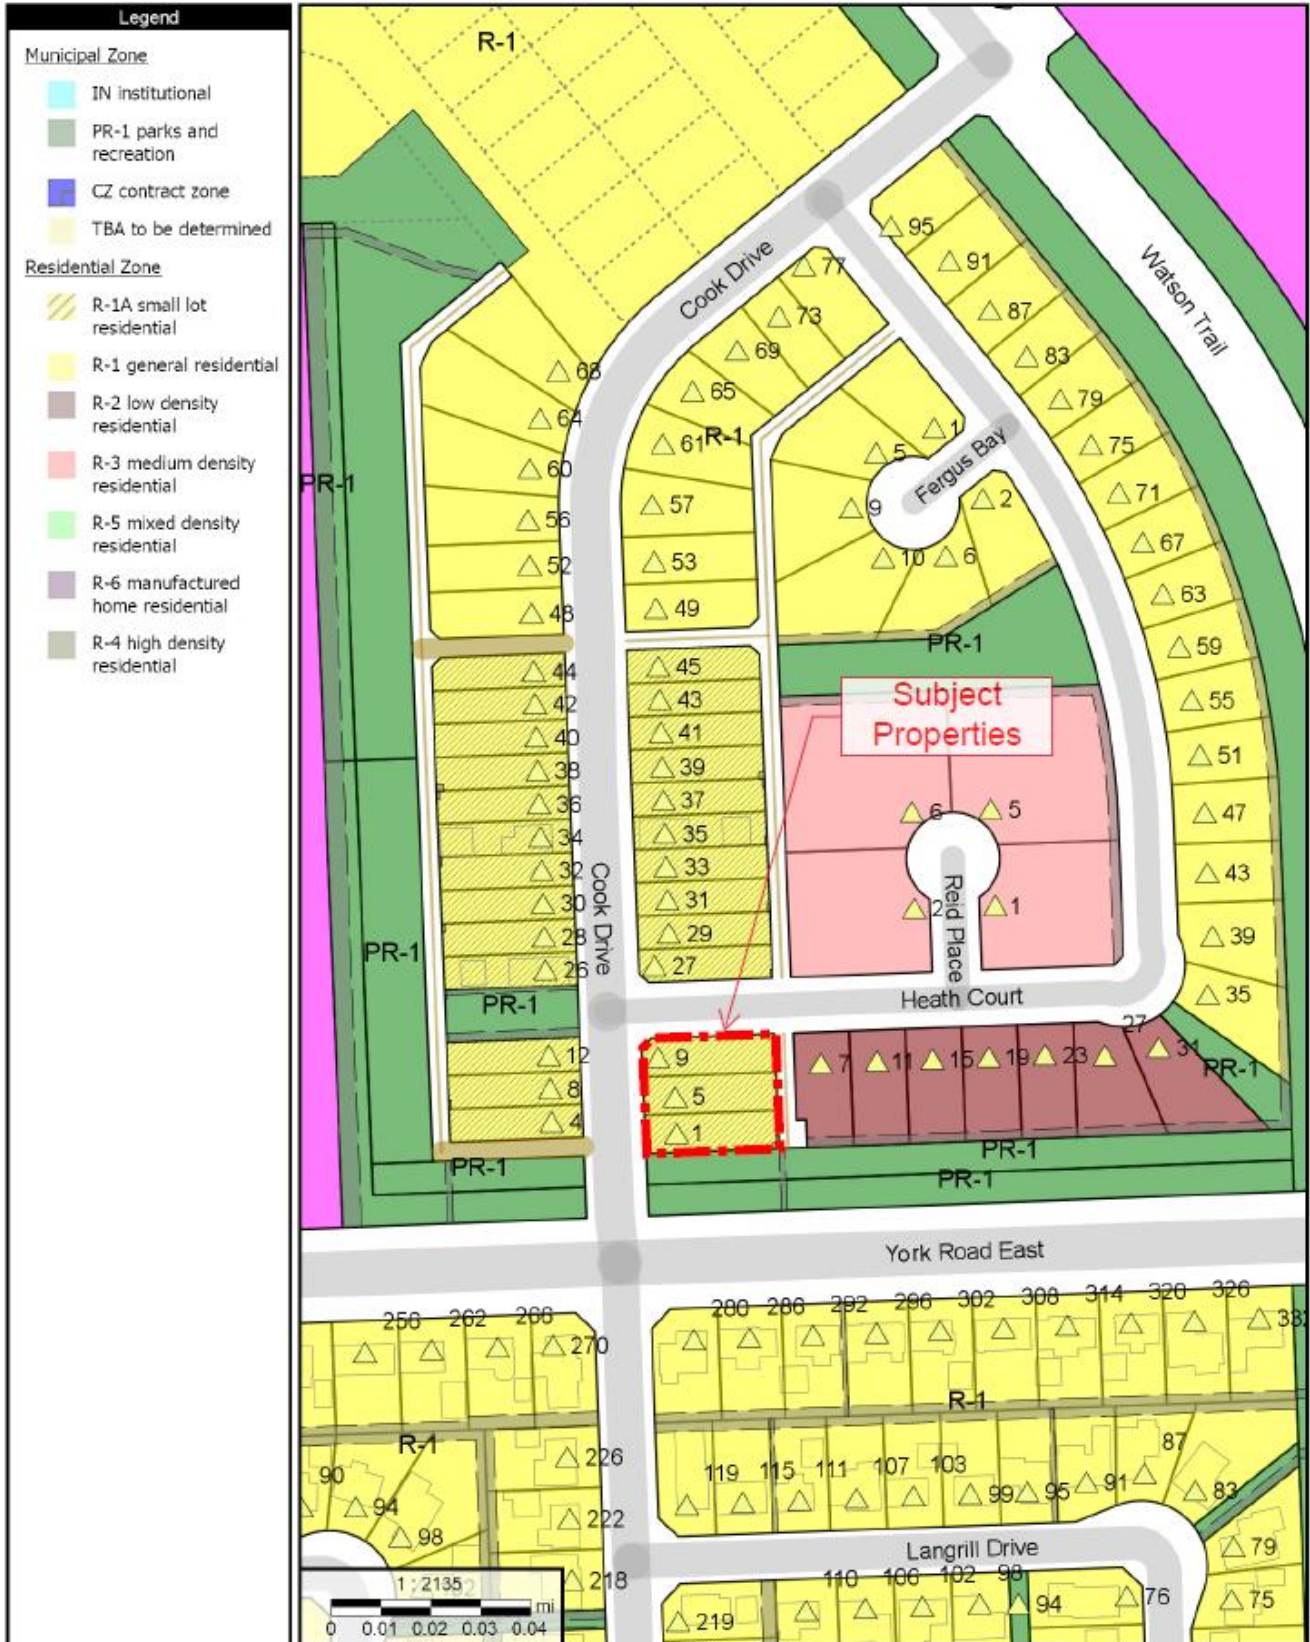 Legend
Municipal Zone
IN institutional
PR-1 parks and
recreation
CZ contract zone
TBA to be determined
Residential Zone
R-1A small lot
residential
R-1 general residential
R-2 low density
residential
R-3 medium density
residential
R-5 mixed density
residential
R-6 manufactured
home residential
R-4 high density
residential
R-1
Watson Trail
Cook Drive
95
91
87
83
79
75
71
67
63
59
55
51
47
43
39
35
77
73
69
65
61
R-1
57
53
49
68
64
60
56
52
48
PR-1
1
5
9
10
6
2
Fergus Bay
PR-1
Subject
Properties
44
42
40
38
36
34
32
30
28
26
45
43
41
39
37
35
33
31
29
27
Cook Drive
6
5
2
1
Reid Place
Heath Court
PR-1
PR-1
12
8
4
9
5
1
7
11
15
19
23
27
31
PR-1
PR-1
PR-1
PR-1
York Road East
256
262
266
270
280
286
292
296
302
308
314
320
326
R-1
R-1
90
94
98
226
222
218
119
115
111
107
103
99
95
91
87
83
79
75
Langrill Drive
110
106
102
98
94
76
219
1 : 2135
mi
0 0.01 0.02 0.03 0.04